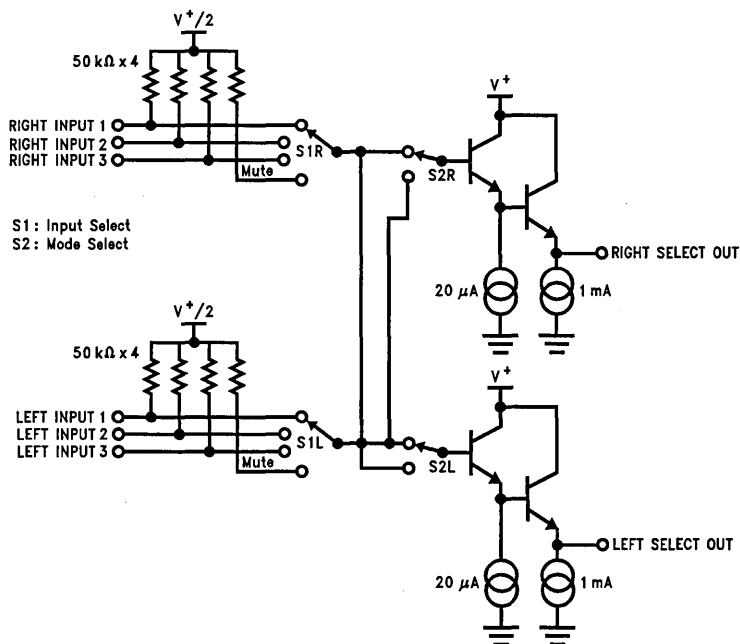 V+/2
50 kΩ x 4
RIGHT INPUT 1
RIGHT INPUT 2
RIGHT INPUT 3
Mute
S1R
S2R
V+
20 μA
1 mA
RIGHT SELECT OUT
S1: Input Select
S2: Mode Select
V+/2
50 kΩ x 4
LEFT INPUT 1
LEFT INPUT 2
LEFT INPUT 3
Mute
S1L
S2L
V+
20 μA
1 mA
LEFT SELECT OUT